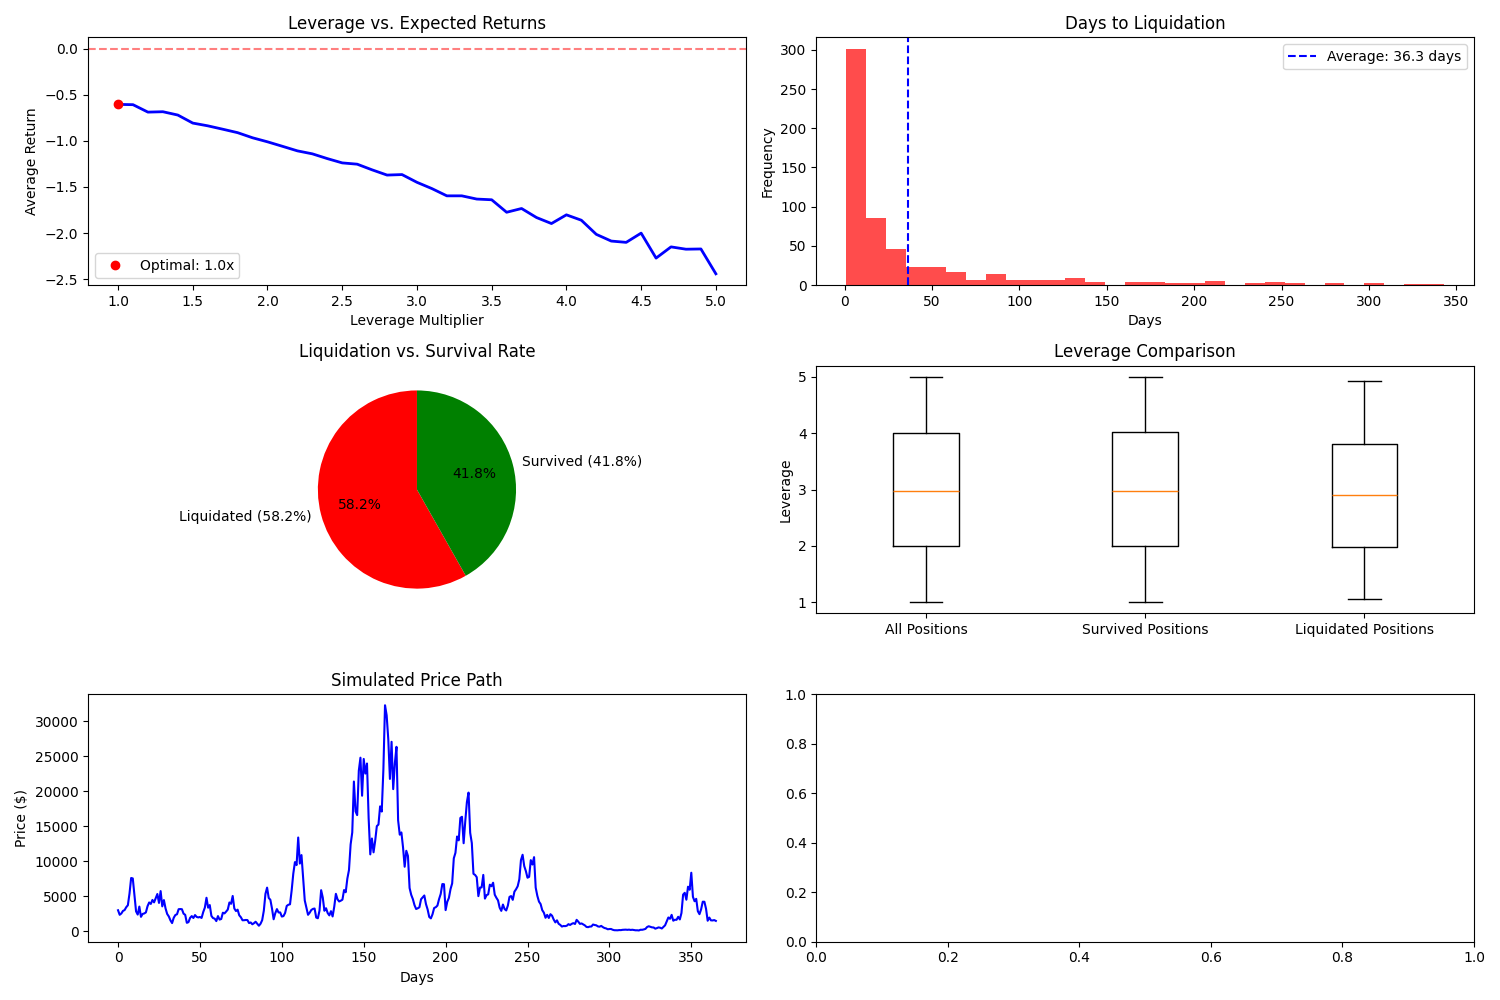 Leverage vs. Expected Returns
0.0
−0.5
−1.0
−1.5
−2.0
−2.5
Average Return
Optimal: 1.0x
1.0 1.5 2.0 2.5 3.0 3.5 4.0 4.5 5.0
Leverage Multiplier
Days to Liquidation
300
250
200
150
100
50
0
Frequency
Average: 36.3 days
0 50 100 150 200 250 300 350
Days
Liquidation vs. Survival Rate
Survived (41.8%)
41.8%
58.2%
Liquidated (58.2%)
Leverage Comparison
5
4
3
2
1
Leverage
All Positions Survived Positions Liquidated Positions
Simulated Price Path
30000
25000
20000
15000
10000
5000
0
Price ($)
0 50 100 150 200 250 300 350
Days
1.0
0.8
0.6
0.4
0.2
0.0
0.0 0.2 0.4 0.6 0.8 1.0